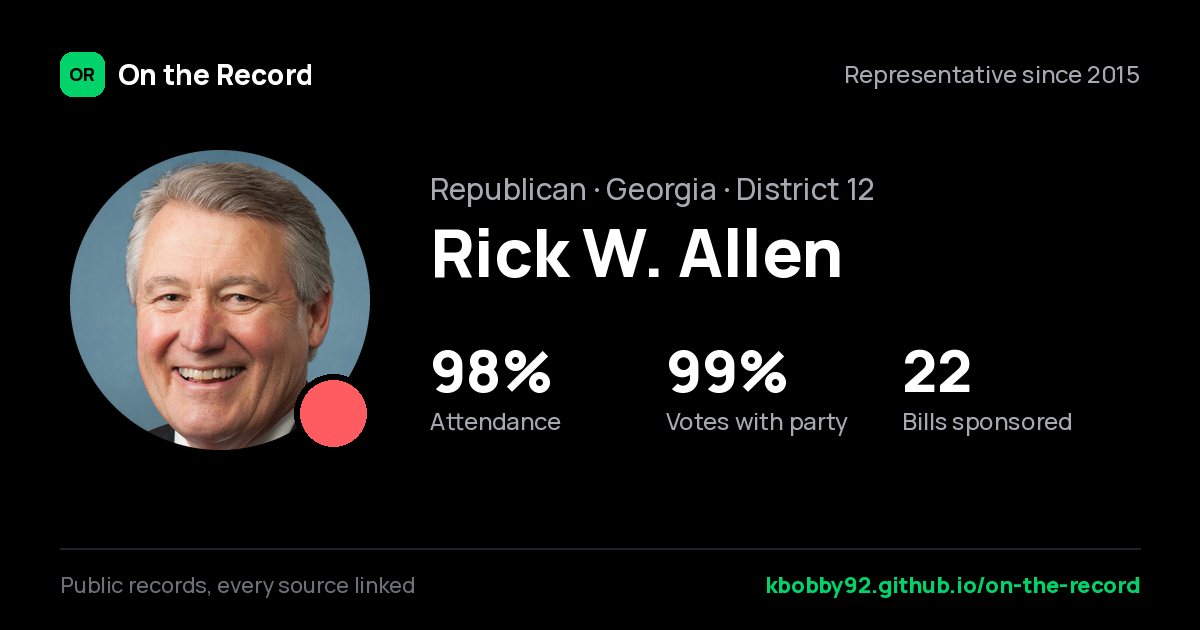 OR On the Record
Representative since 2015
Republican · Georgia · District 12
Rick W. Allen
98% 99% 22
Attendance Votes with party Bills sponsored
Public records, every source linked
kbobby92.github.io/on-the-record